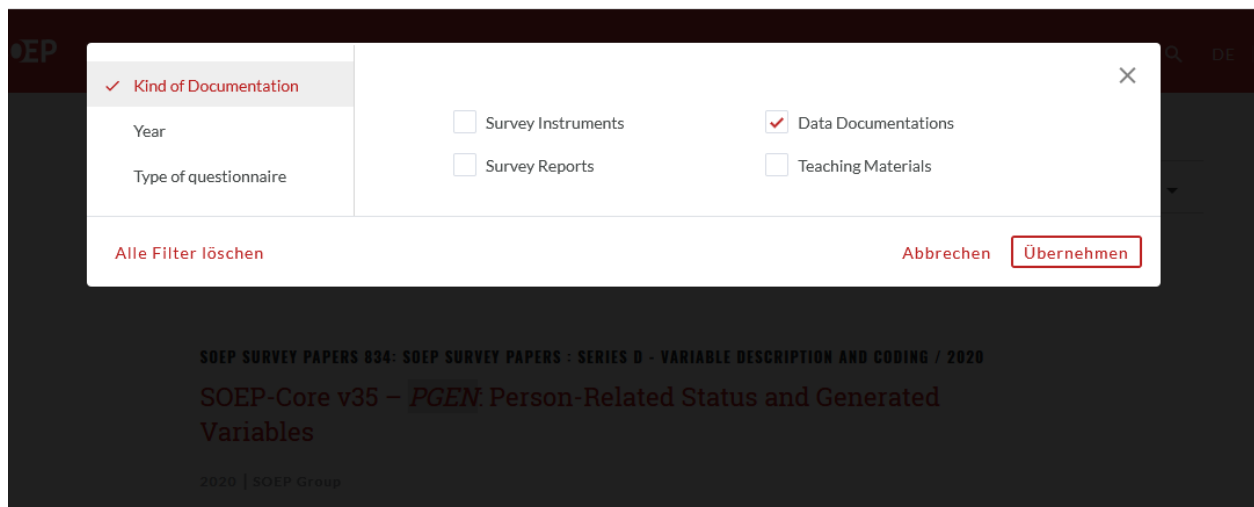 OEP
DE
Kind of Documentation
Year
Type of questionnaire
Survey Instruments
Data Documentations
Survey Reports
Teaching Materials
Alle Filter löschen
Abbrechen
Übernehmen
SOEP SURVEY PAPERS 834: SOEP SURVEY PAPERS : SERIES D - VARIABLE DESCRIPTION AND CODING / 2020
SOEP-Core v35 – PGEN: Person-Related Status and Generated
Variables
2020 | SOEP Group